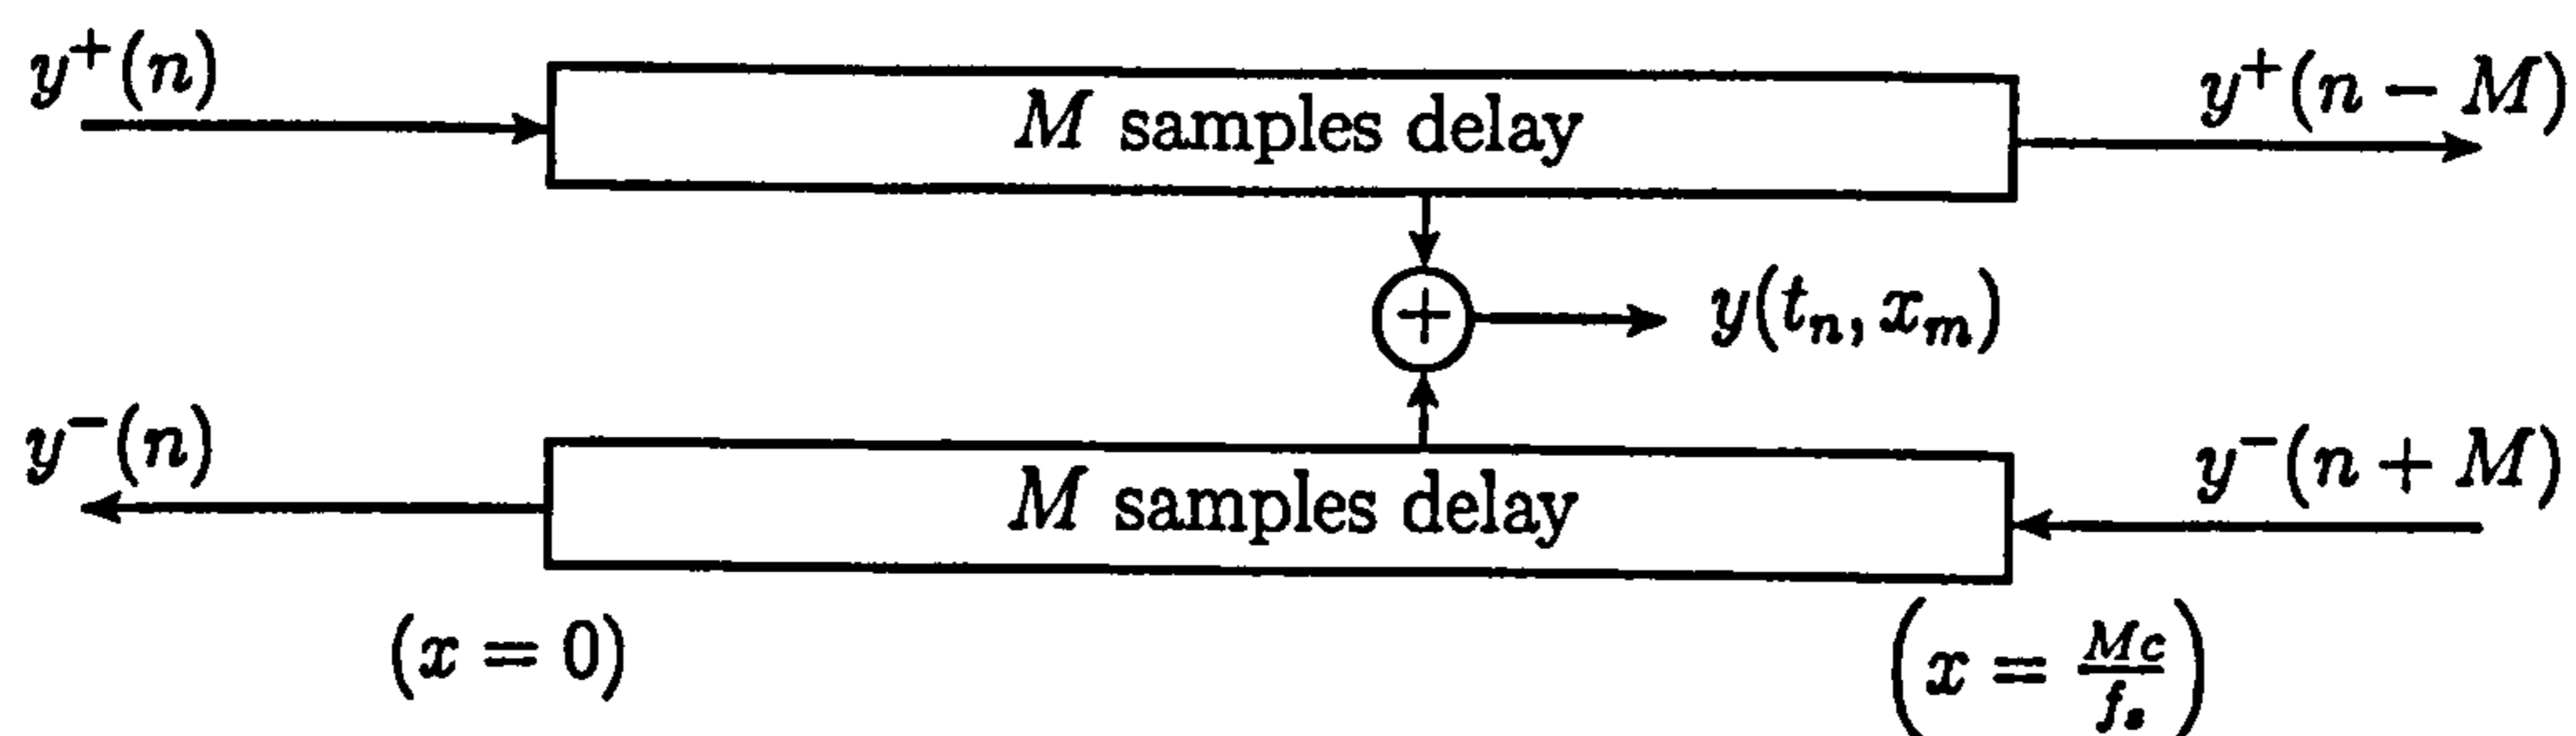 y⁺(n)
M samples delay
y⁺(n − M)
+
y(tₙ, xₘ)
y⁻(n)
M samples delay
y⁻(n + M)
(x = 0)
(x = Mc/fₛ)